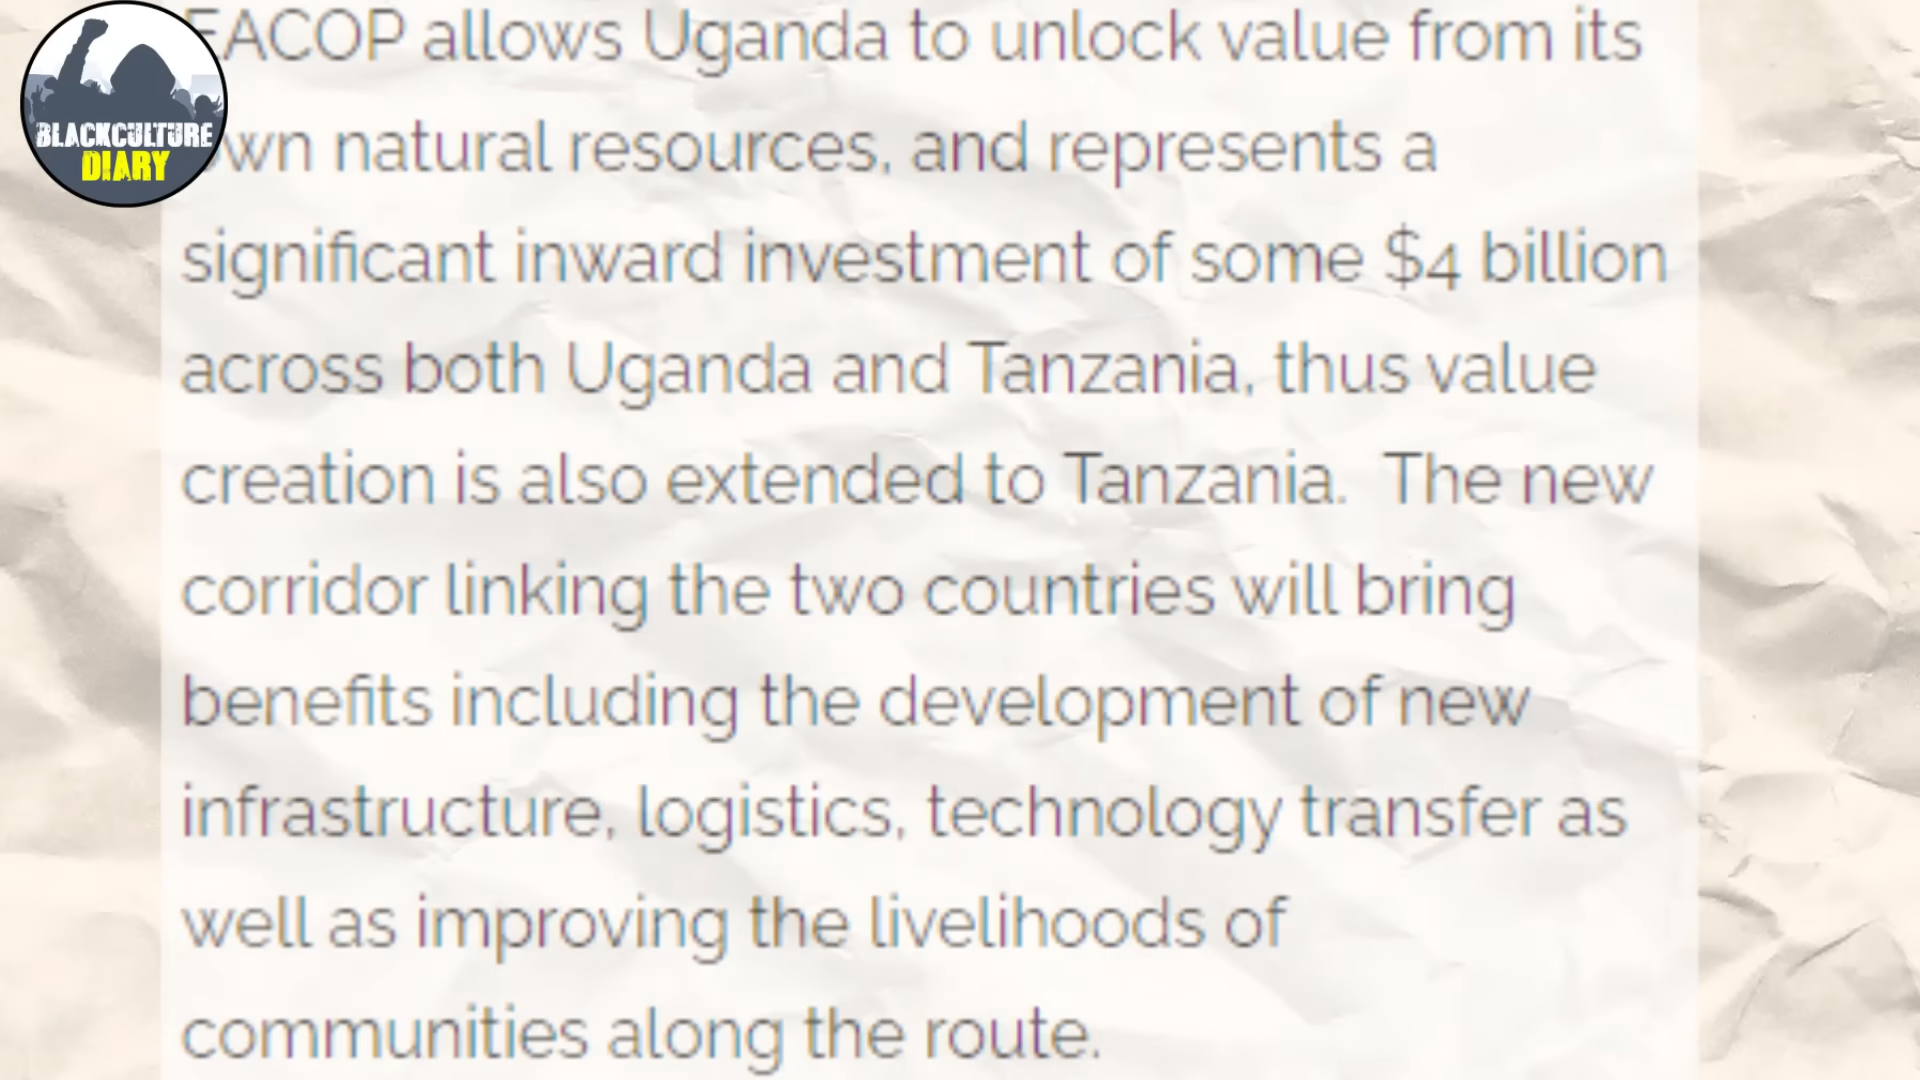 EACOP allows Uganda to unlock value from its
own natural resources, and represents a
significant inward investment of some $4 billion
across both Uganda and Tanzania, thus value
creation is also extended to Tanzania. The new
corridor linking the two countries will bring
benefits including the development of new
infrastructure, logistics, technology transfer as
well as improving the livelihoods of
communities along the route.
BLACKCULTURE
DIARY